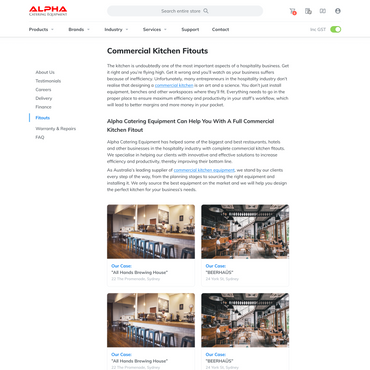 ALPHA
CATERING EQUIPMENT
Search entire store
Products Brands Industry Services Support Contact
Inc GST
Commercial Kitchen Fitouts
About Us
Testimonials
Careers
Delivery
Finance
Fitouts
Warranty & Repairs
FAQ
The kitchen is undoubtedly one of the most important aspects of a hospitality business. Get
it right and you're flying high. Get it wrong and you'll watch as your business suffers
because of inefficiency. Unfortunately, many entrepreneurs in the hospitality industry don't
realise that designing a commercial kitchen is an art and a science. You don't just install
equipment, benches and other workspaces where they'll fit. Everything needs to go in the
proper place to ensure maximum efficiency and productivity in your staff's workflow, which
will lead to better margins and more money in your pocket.
Alpha Catering Equipment Can Help You With A Full Commercial
Kitchen Fitout
Alpha Catering Equipment has helped some of the biggest and best restaurants, hotels
and other businesses in the hospitality industry with complete commercial kitchen fitouts.
We specialise in helping our clients with innovative and effective solutions to increase
efficiency and productivity, thereby improving their bottom line.
As Australia's leading supplier of commercial kitchen equipment, we stand by our clients
every step of the way, from the planning stages to sourcing the right equipment and
installing it. We only source the best equipment on the market and we will help you design
the perfect kitchen for your business's needs.
Our Case:
"All Hands Brewing House"
22 The Promenade, Sydney
Our Case:
"BEERHAÜS"
24 York St, Sydney
Our Case:
"All Hands Brewing House"
22 The Promenade, Sydney
Our Case:
"BEERHAÜS"
24 York St, Sydney